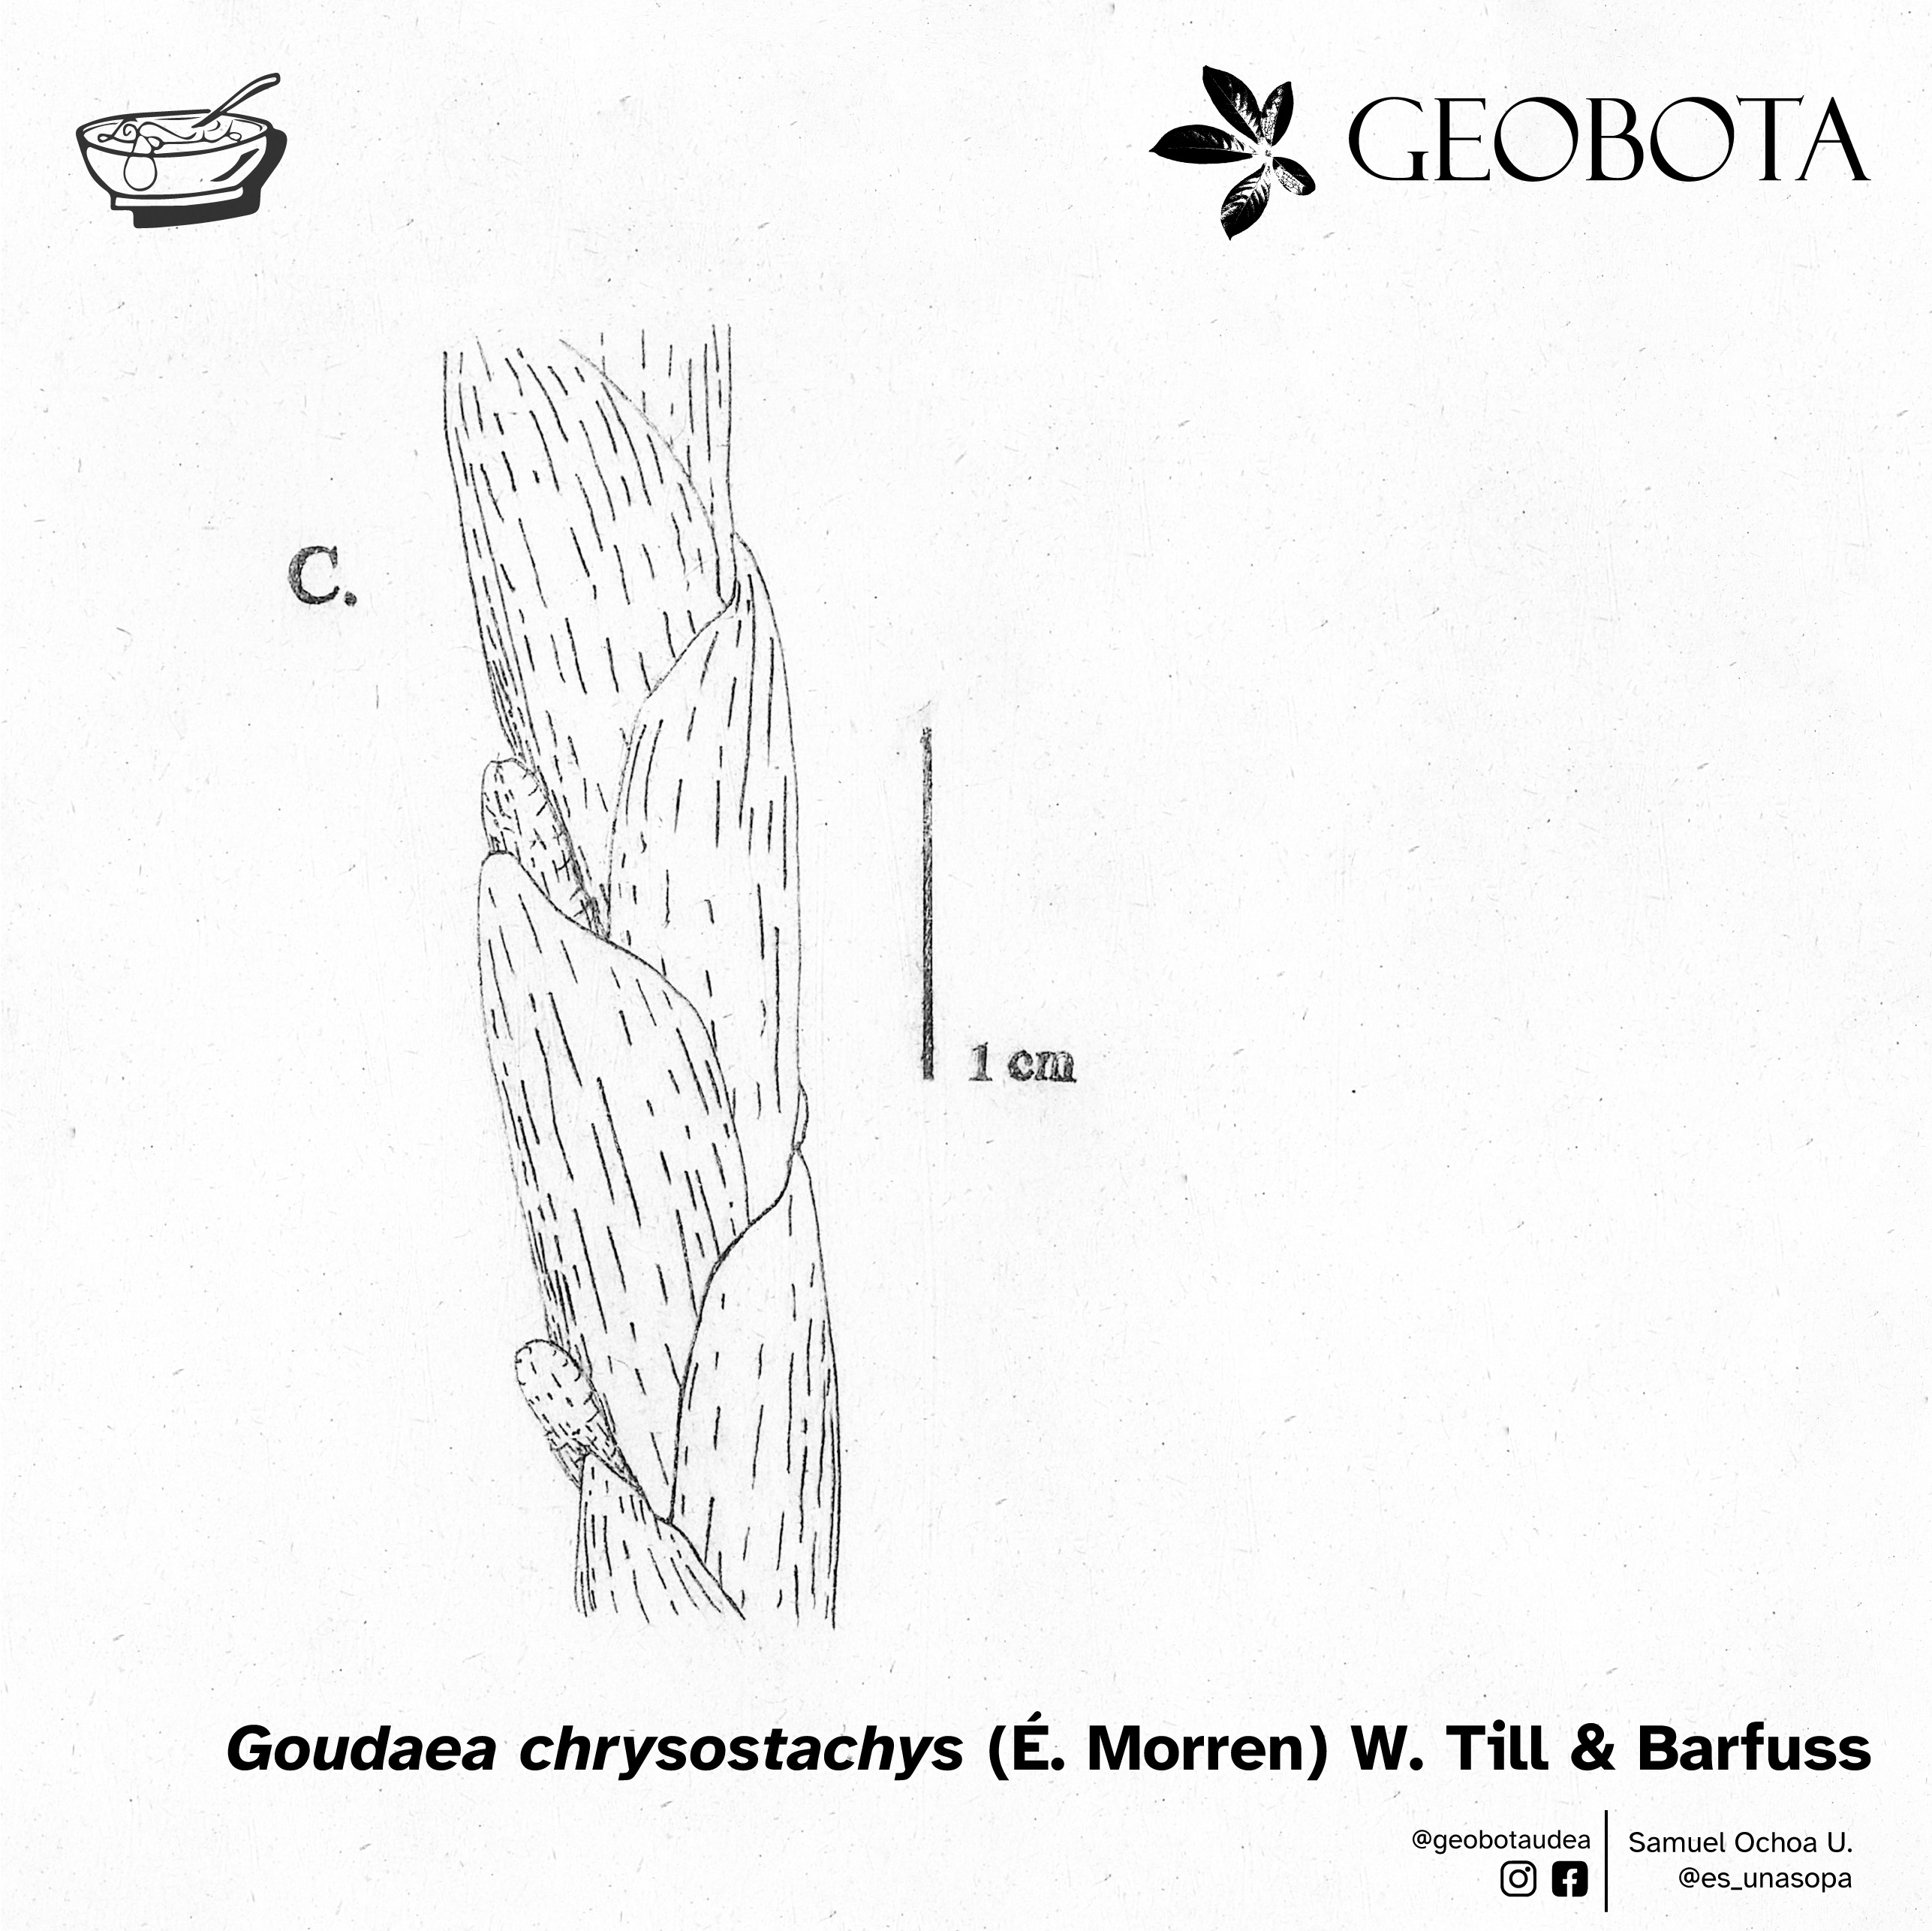 GEOBOTA
C.
1 cm
Goudaea chrysostachys (É. Morren) W. Till & Barfuss
@geobotaudea
Samuel Ochoa U.
@es_unasopa